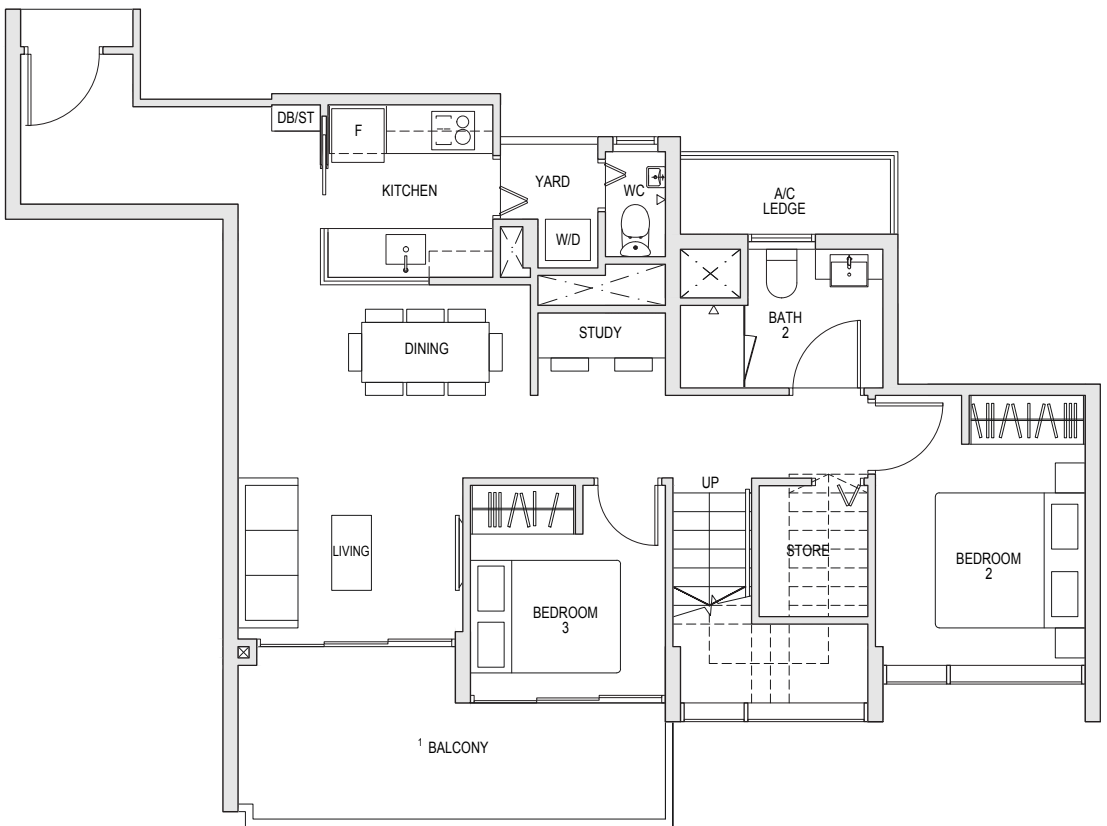 DB/ST
F
KITCHEN
YARD
WC
W/D
A/C
LEDGE
DINING
STUDY
BATH
2
UP
LIVING
STORE
BEDROOM
2
BEDROOM
3
1 BALCONY